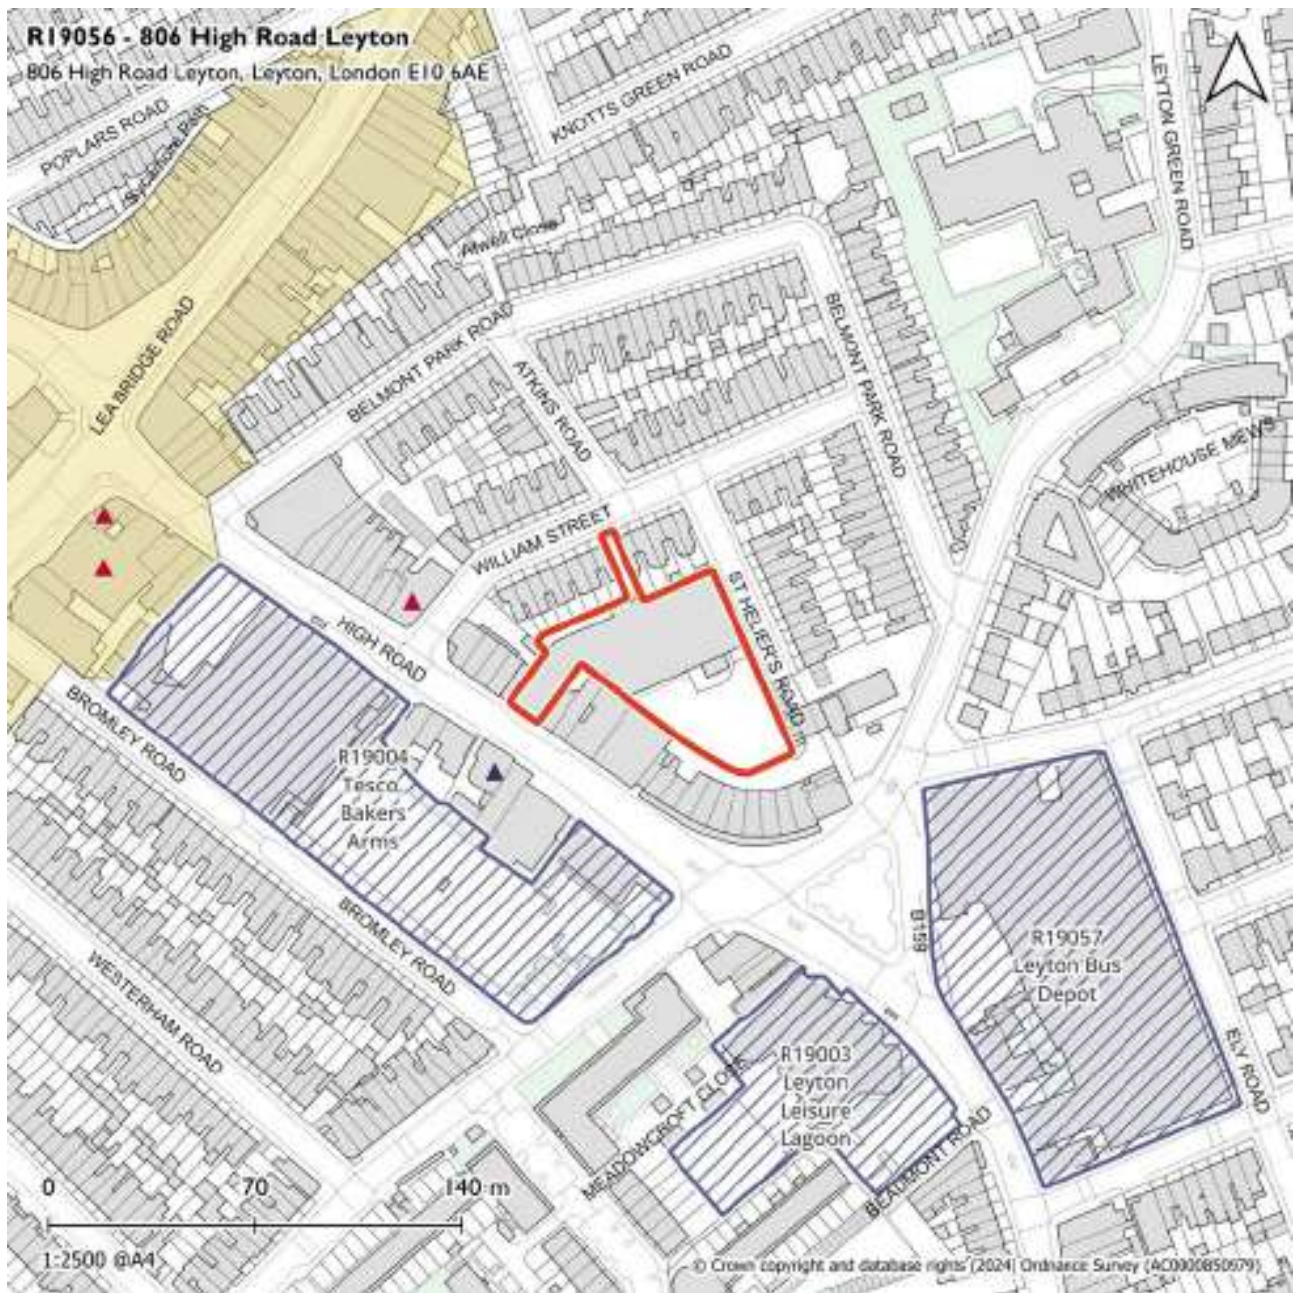 R19056 - 806 High Road Leyton
806 High Road Leyton, Leyton, London E10 6AE
POPLARS ROAD
KNOTTS GREEN ROAD
LEYTON GREEN ROAD
Atwell Close
LEA BRIDGE ROAD
BELMONT PARK ROAD
ATKINS ROAD
BELMONT PARK ROAD
WHITEHOUSE MEWS
WILLIAM STREET
ST HELIER'S ROAD
HIGH ROAD
BROMLEY ROAD
R19004
Tesco
Bakers
Arms
BROMLEY ROAD
WESTERHAM ROAD
B159
R19057
Leyton Bus
Depot
R19003
Leyton
Leisure
Lagoon
MEADOWCROFT CLOSE
BEAUMONT ROAD
ELY ROAD
0 70 140 m
1:2500 @A4
© Crown copyright and database rights (2024) Ordnance Survey (AC0000850979)